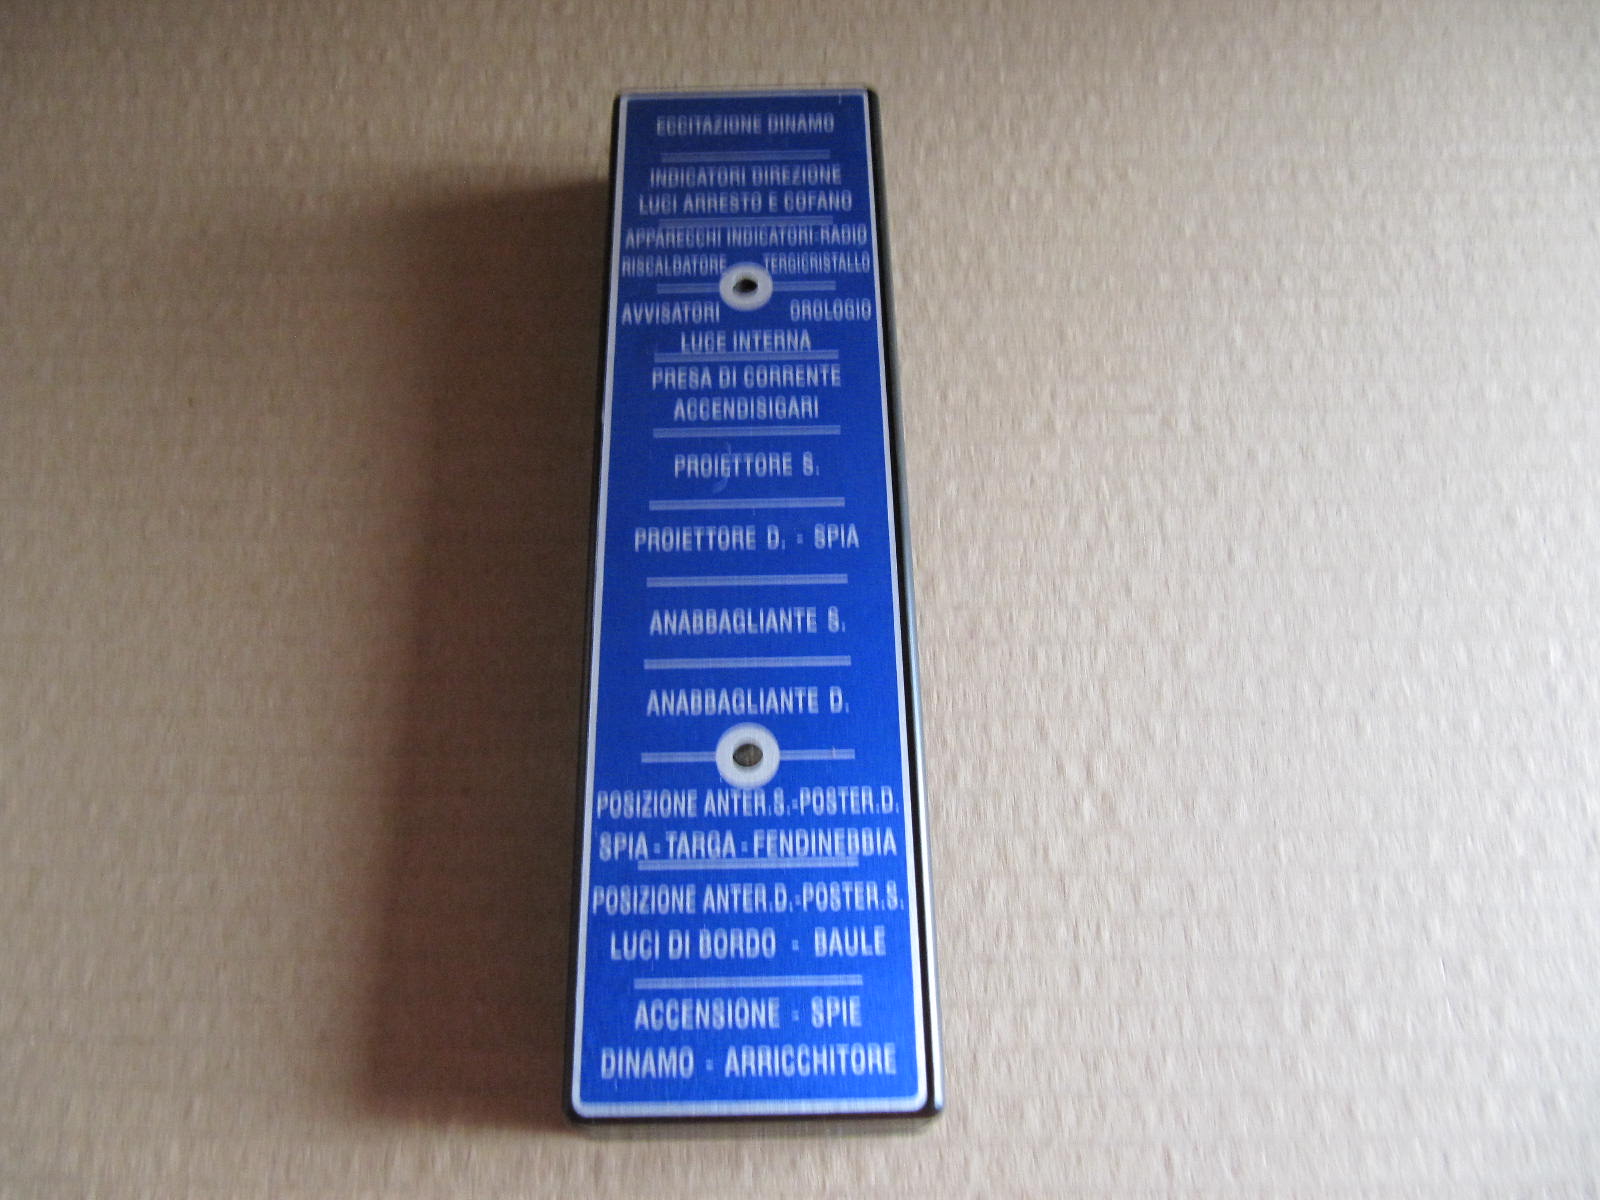 ECCITAZIONE DINAMO
INDICATORI DIREZIONE
LUCI ARRESTO E COFANO
APPARECCHI INDICATORI-RADIO
RISCALDATORE TERGICRISTALLO
AVVISATORI OROLOGIO
LUCE INTERNA
PRESA DI CORRENTE
ACCENDISIGARI
PROIETTORE S.
PROIETTORE D. - SPIA
ANABBAGLIANTE S.
ANABBAGLIANTE D.
POSIZIONE ANTER.S.-POSTER.D.
SPIA - TARGA - FENDINEBBIA
POSIZIONE ANTER.D.-POSTER.S.
LUCI DI BORDO - BAULE
ACCENSIONE - SPIE
DINAMO - ARRICCHITORE